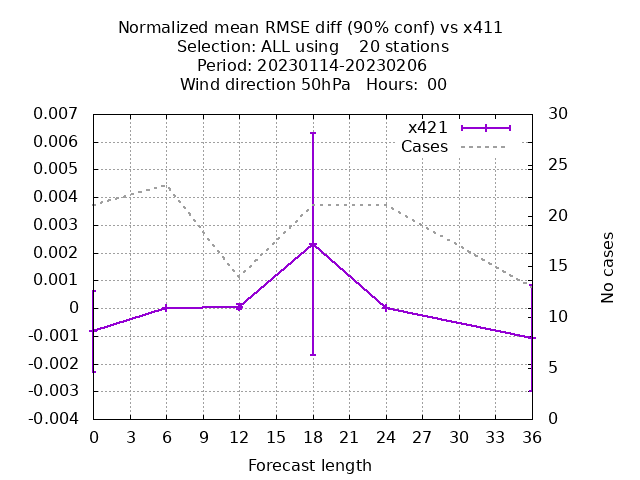 Normalized mean RMSE diff (90% conf) vs x411
Selection: ALL using    20 stations
Period: 20230114-20230206
Wind direction 50hPa   Hours:  00
0.007
0.006
0.005
0.004
0.003
0.002
0.001
0
-0.001
-0.002
-0.003
-0.004
x421
Cases
30
25
20
15
10
5
0
No cases
0 3 6 9 12 15 18 21 24 27 30 33 36
Forecast length